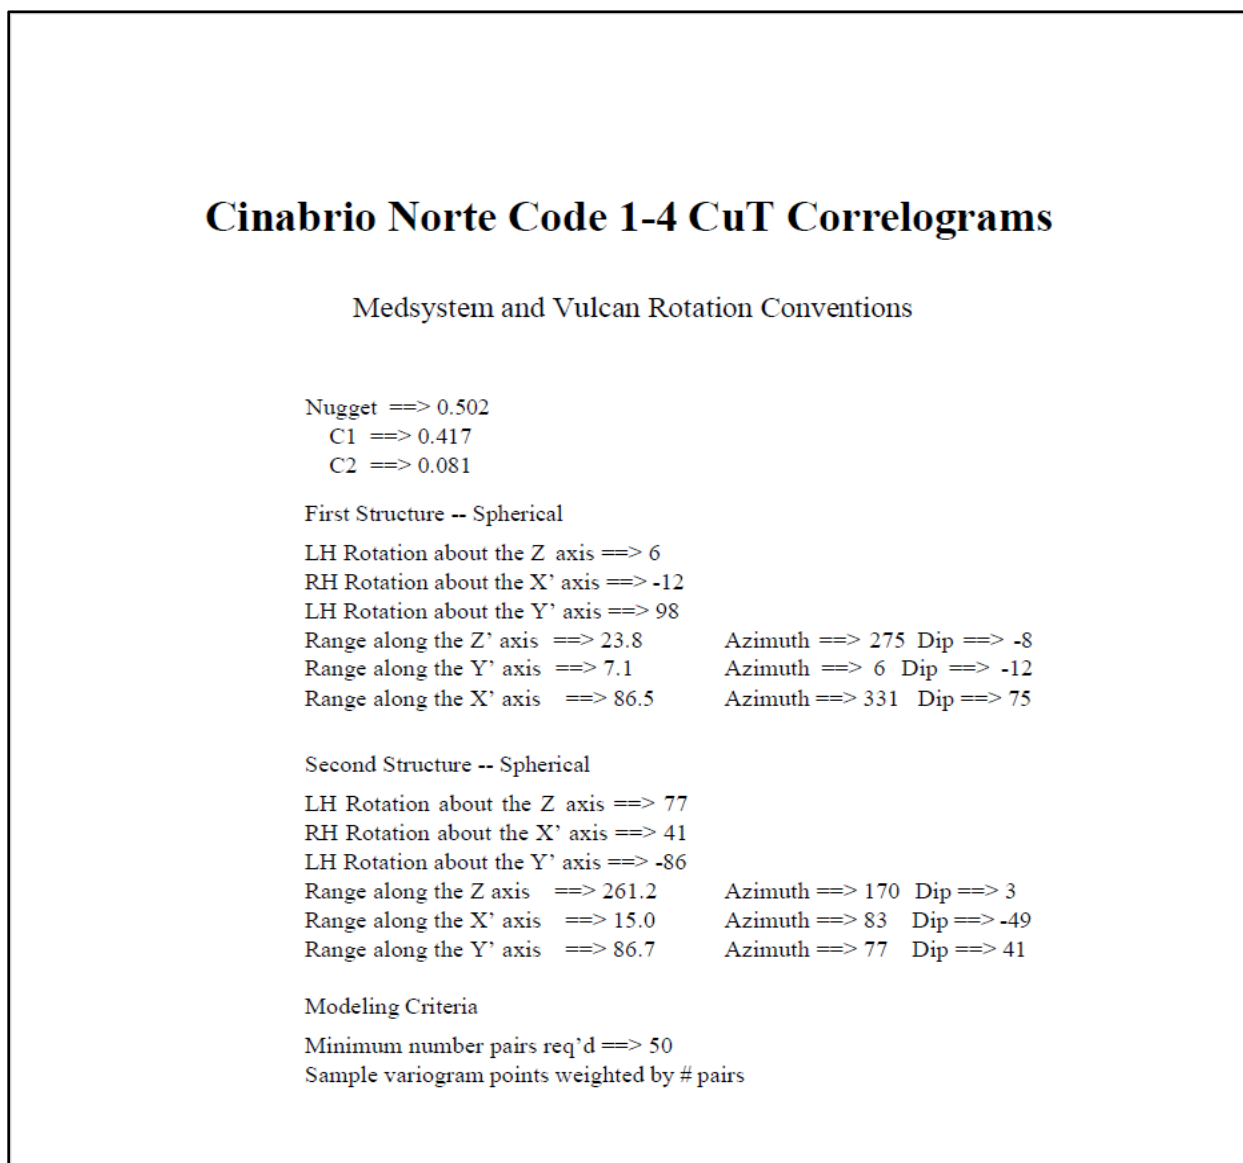 Cinabrio Norte Code 1-4 CuT Correlograms
Medsystem and Vulcan Rotation Conventions
Nugget ==> 0.502
C1 ==> 0.417
C2 ==> 0.081
First Structure -- Spherical
LH Rotation about the Z axis ==> 6
RH Rotation about the X’ axis ==> -12
LH Rotation about the Y’ axis ==> 98
Range along the Z’ axis ==> 23.8 Azimuth ==> 275 Dip ==> -8
Range along the Y’ axis ==> 7.1 Azimuth ==> 6 Dip ==> -12
Range along the X’ axis ==> 86.5 Azimuth ==> 331 Dip ==> 75
Second Structure -- Spherical
LH Rotation about the Z axis ==> 77
RH Rotation about the X’ axis ==> 41
LH Rotation about the Y’ axis ==> -86
Range along the Z axis ==> 261.2 Azimuth ==> 170 Dip ==> 3
Range along the X’ axis ==> 15.0 Azimuth ==> 83 Dip ==> -49
Range along the Y’ axis ==> 86.7 Azimuth ==> 77 Dip ==> 41
Modeling Criteria
Minimum number pairs req’d ==> 50
Sample variogram points weighted by # pairs